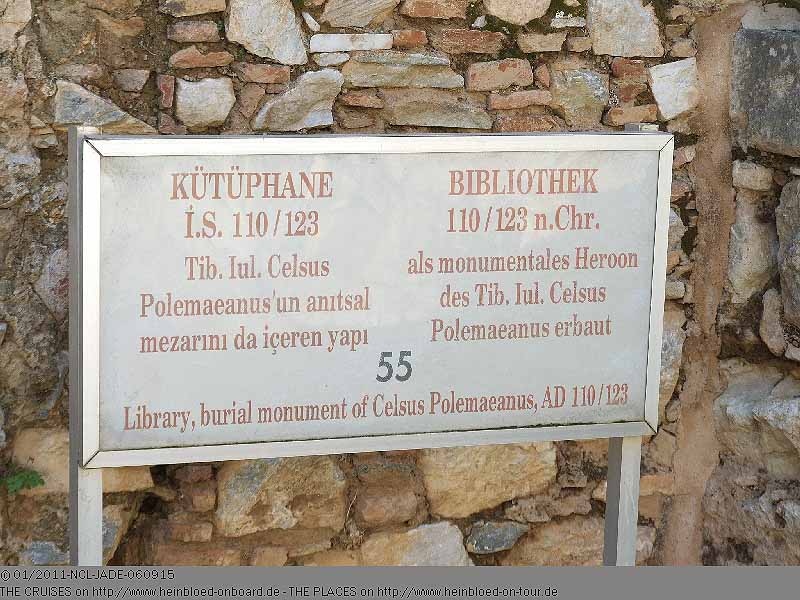 KÜTÜPHANE
İ.S. 110/123
Tib. Iul. Celsus
Polemaeanus'un anıtsal
mezarını da içeren yapı
BIBLIOTHEK
110/123 n.Chr.
als monumentales Heroon
des Tib. Iul. Celsus
Polemaeanus erbaut
55
Library, burial monument of Celsus Polemaeanus, AD 110/123
©01/2011-NCL-JADE-060915
THE CRUISES on http://www.heinbloed-onboard.de - THE PLACES on http://www.heinbloed-on-tour.de